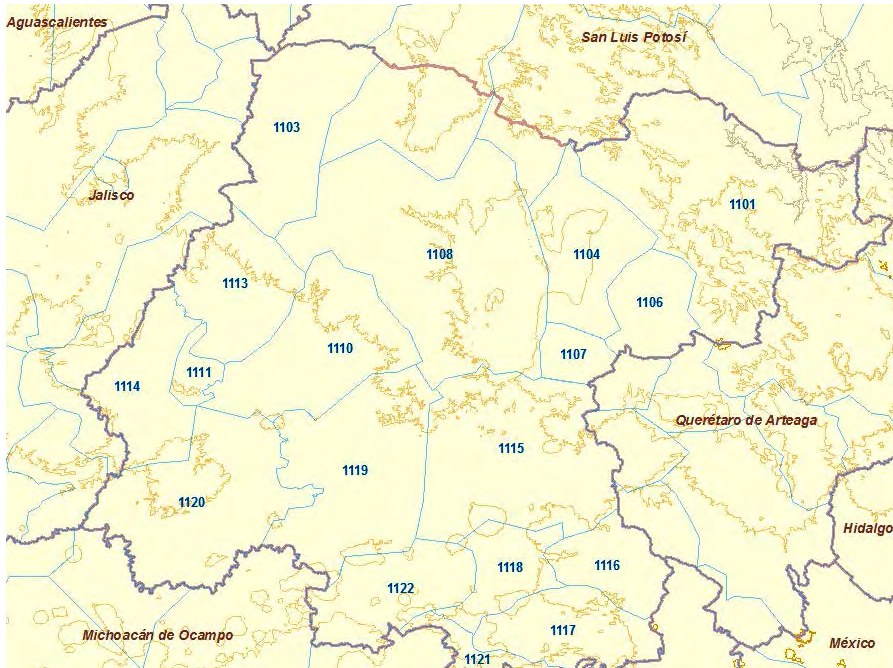 Aguascalientes
San Luis Potosí
1103
Jalisco
1101
1108
1104
1113
1106
1110
1107
1111
1114
Querétaro de Arteaga
1115
1119
1120
Hidalgo
1118
1116
1122
1117
Michoacán de Ocampo
México
1121